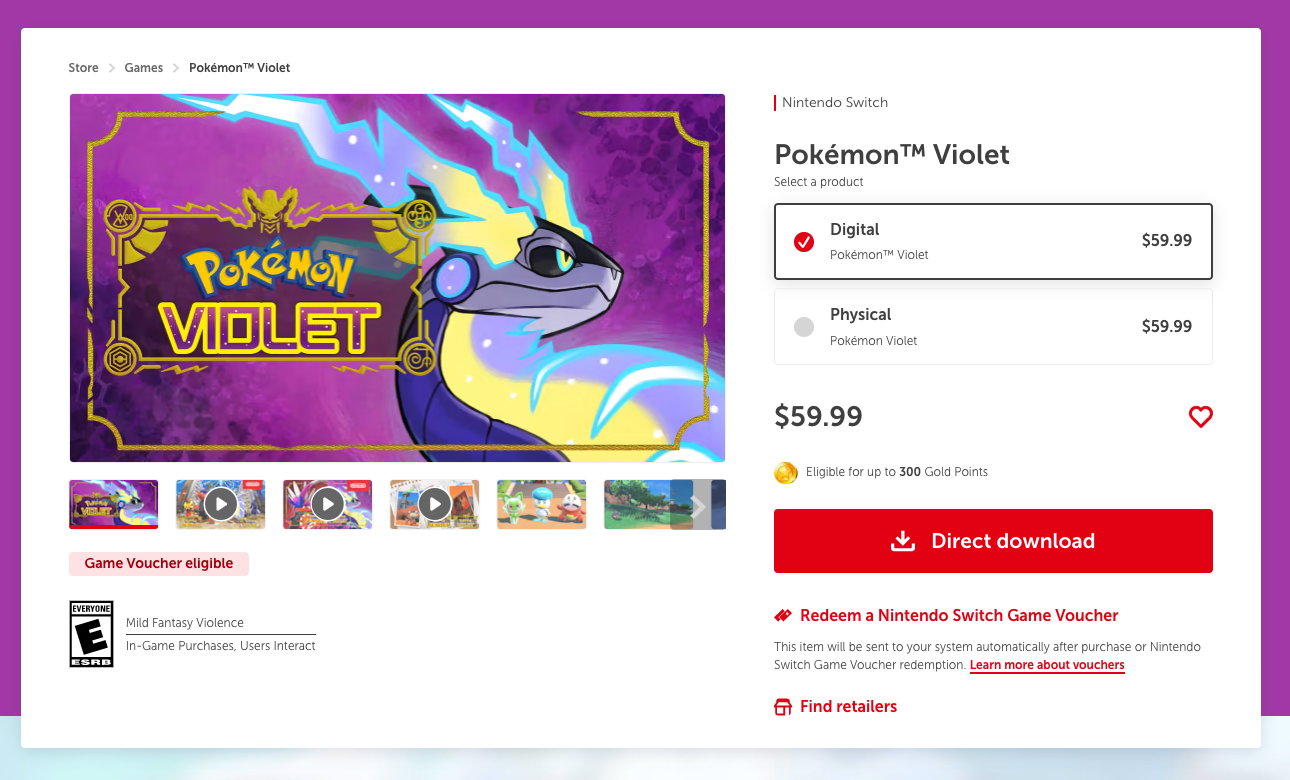 Store
Games
Pokémon™ Violet
POKéMON
VIOLET
Game Voucher eligible
EVERYONE
E
ESRB
Mild Fantasy Violence
In-Game Purchases, Users Interact
Nintendo Switch
Pokémon™ Violet
Select a product
Digital
$59.99
Pokémon™ Violet
Physical
$59.99
Pokémon Violet
$59.99
Eligible for up to 300 Gold Points
Direct download
Redeem a Nintendo Switch Game Voucher
This item will be sent to your system automatically after purchase or Nintendo
Switch Game Voucher redemption. Learn more about vouchers
Find retailers